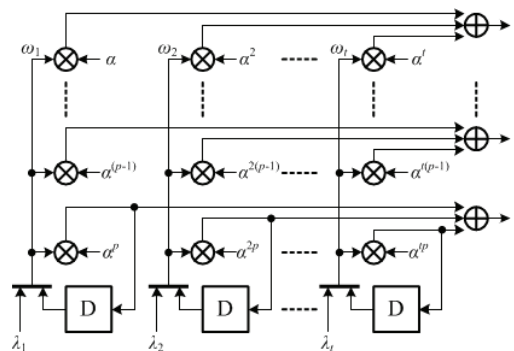 ω₁ α ω₂ α² ωₜ αᵗ
α⁽ᵖ⁻¹⁾ α²⁽ᵖ⁻¹⁾ αᵗ⁽ᵖ⁻¹⁾
αᵖ α²ᵖ αᵗᵖ
D D D
λ₁ λ₂ λₜ